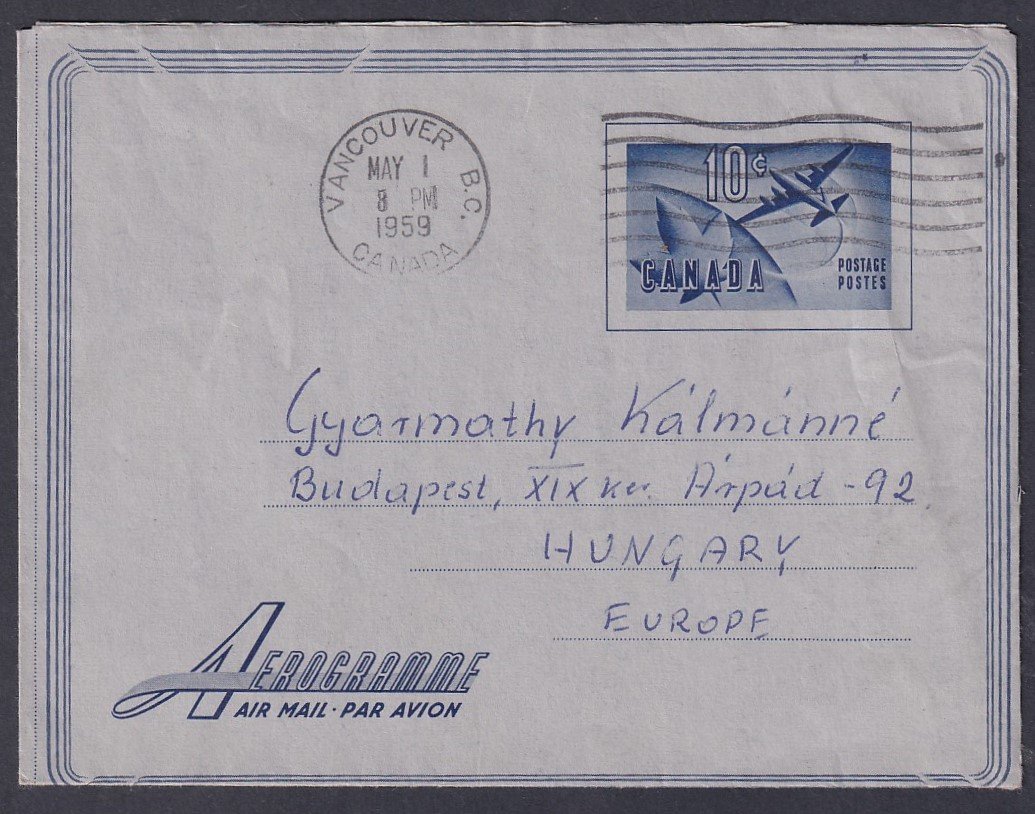 VANCOUVER B.C.
MAY 1
8 PM
1959
CANADA
10¢
CANADA
POSTAGE
POSTES
Gyarmathy Kálmánné
Budapest, XIX ker. Árpád - 92
HUNGARY
EUROPE
AEROGRAMME
AIR MAIL · PAR AVION